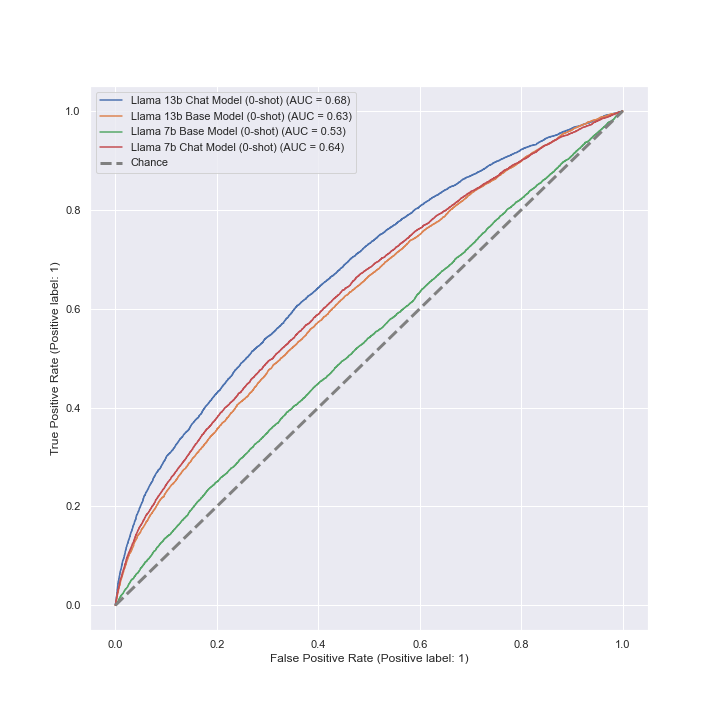 Llama 13b Chat Model (0-shot) (AUC = 0.68)
Llama 13b Base Model (0-shot) (AUC = 0.63)
Llama 7b Base Model (0-shot) (AUC = 0.53)
Llama 7b Chat Model (0-shot) (AUC = 0.64)
Chance
1.0
0.8
0.6
0.4
0.2
0.0
True Positive Rate (Positive label: 1)
0.0 0.2 0.4 0.6 0.8 1.0
False Positive Rate (Positive label: 1)